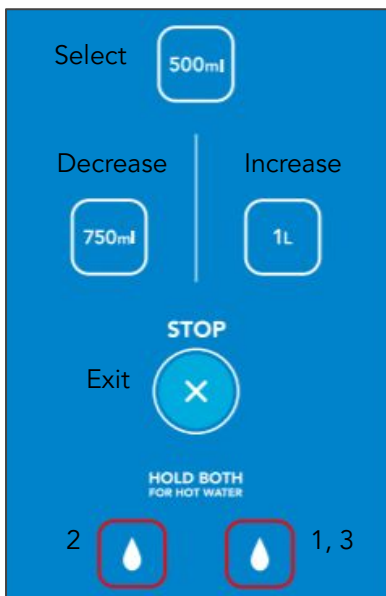 Select
500ml
Decrease Increase
750ml 1L
STOP
Exit
HOLD BOTH
FOR HOT WATER
2 1, 3